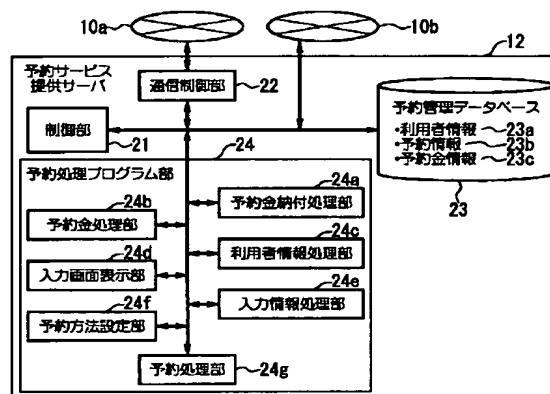 10a
10b
12
予約サービス
提供サーバ
通信制御部
22
制御部
21
予約管理データベース
•利用者情報 23a
•予約情報 23b
•予約金情報 23c
23
24
予約処理プログラム部
24a
予約金納付処理部
24b
予約金処理部
24c
利用者情報処理部
24d
入力画面表示部
24e
入力情報処理部
24f
予約方法設定部
予約処理部
24g